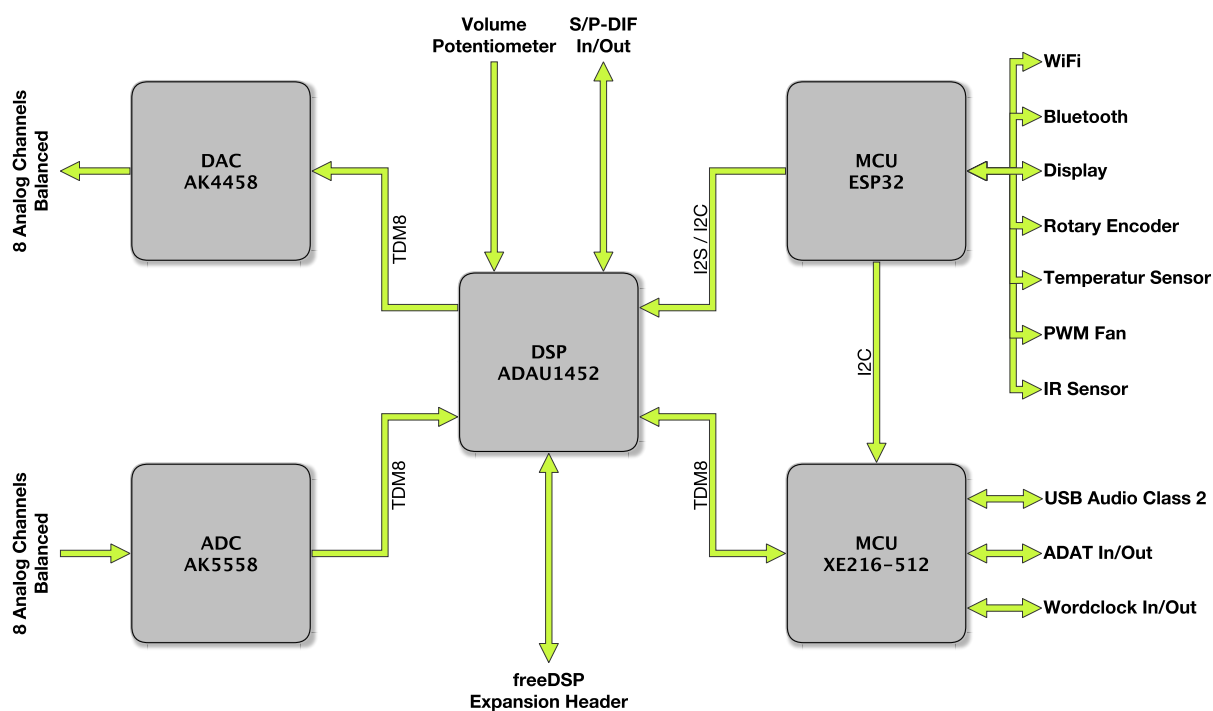 Volume
Potentiometer
S/P-DIF
In/Out
8 Analog Channels
Balanced
DAC
AK4458
TDM8
I2S / I2C
MCU
ESP32
WiFi
Bluetooth
Display
Rotary Encoder
Temperatur Sensor
PWM Fan
IR Sensor
DSP
ADAU1452
I2C
8 Analog Channels
Balanced
ADC
AK5558
TDM8
TDM8
MCU
XE216-512
USB Audio Class 2
ADAT In/Out
Wordclock In/Out
freeDSP
Expansion Header